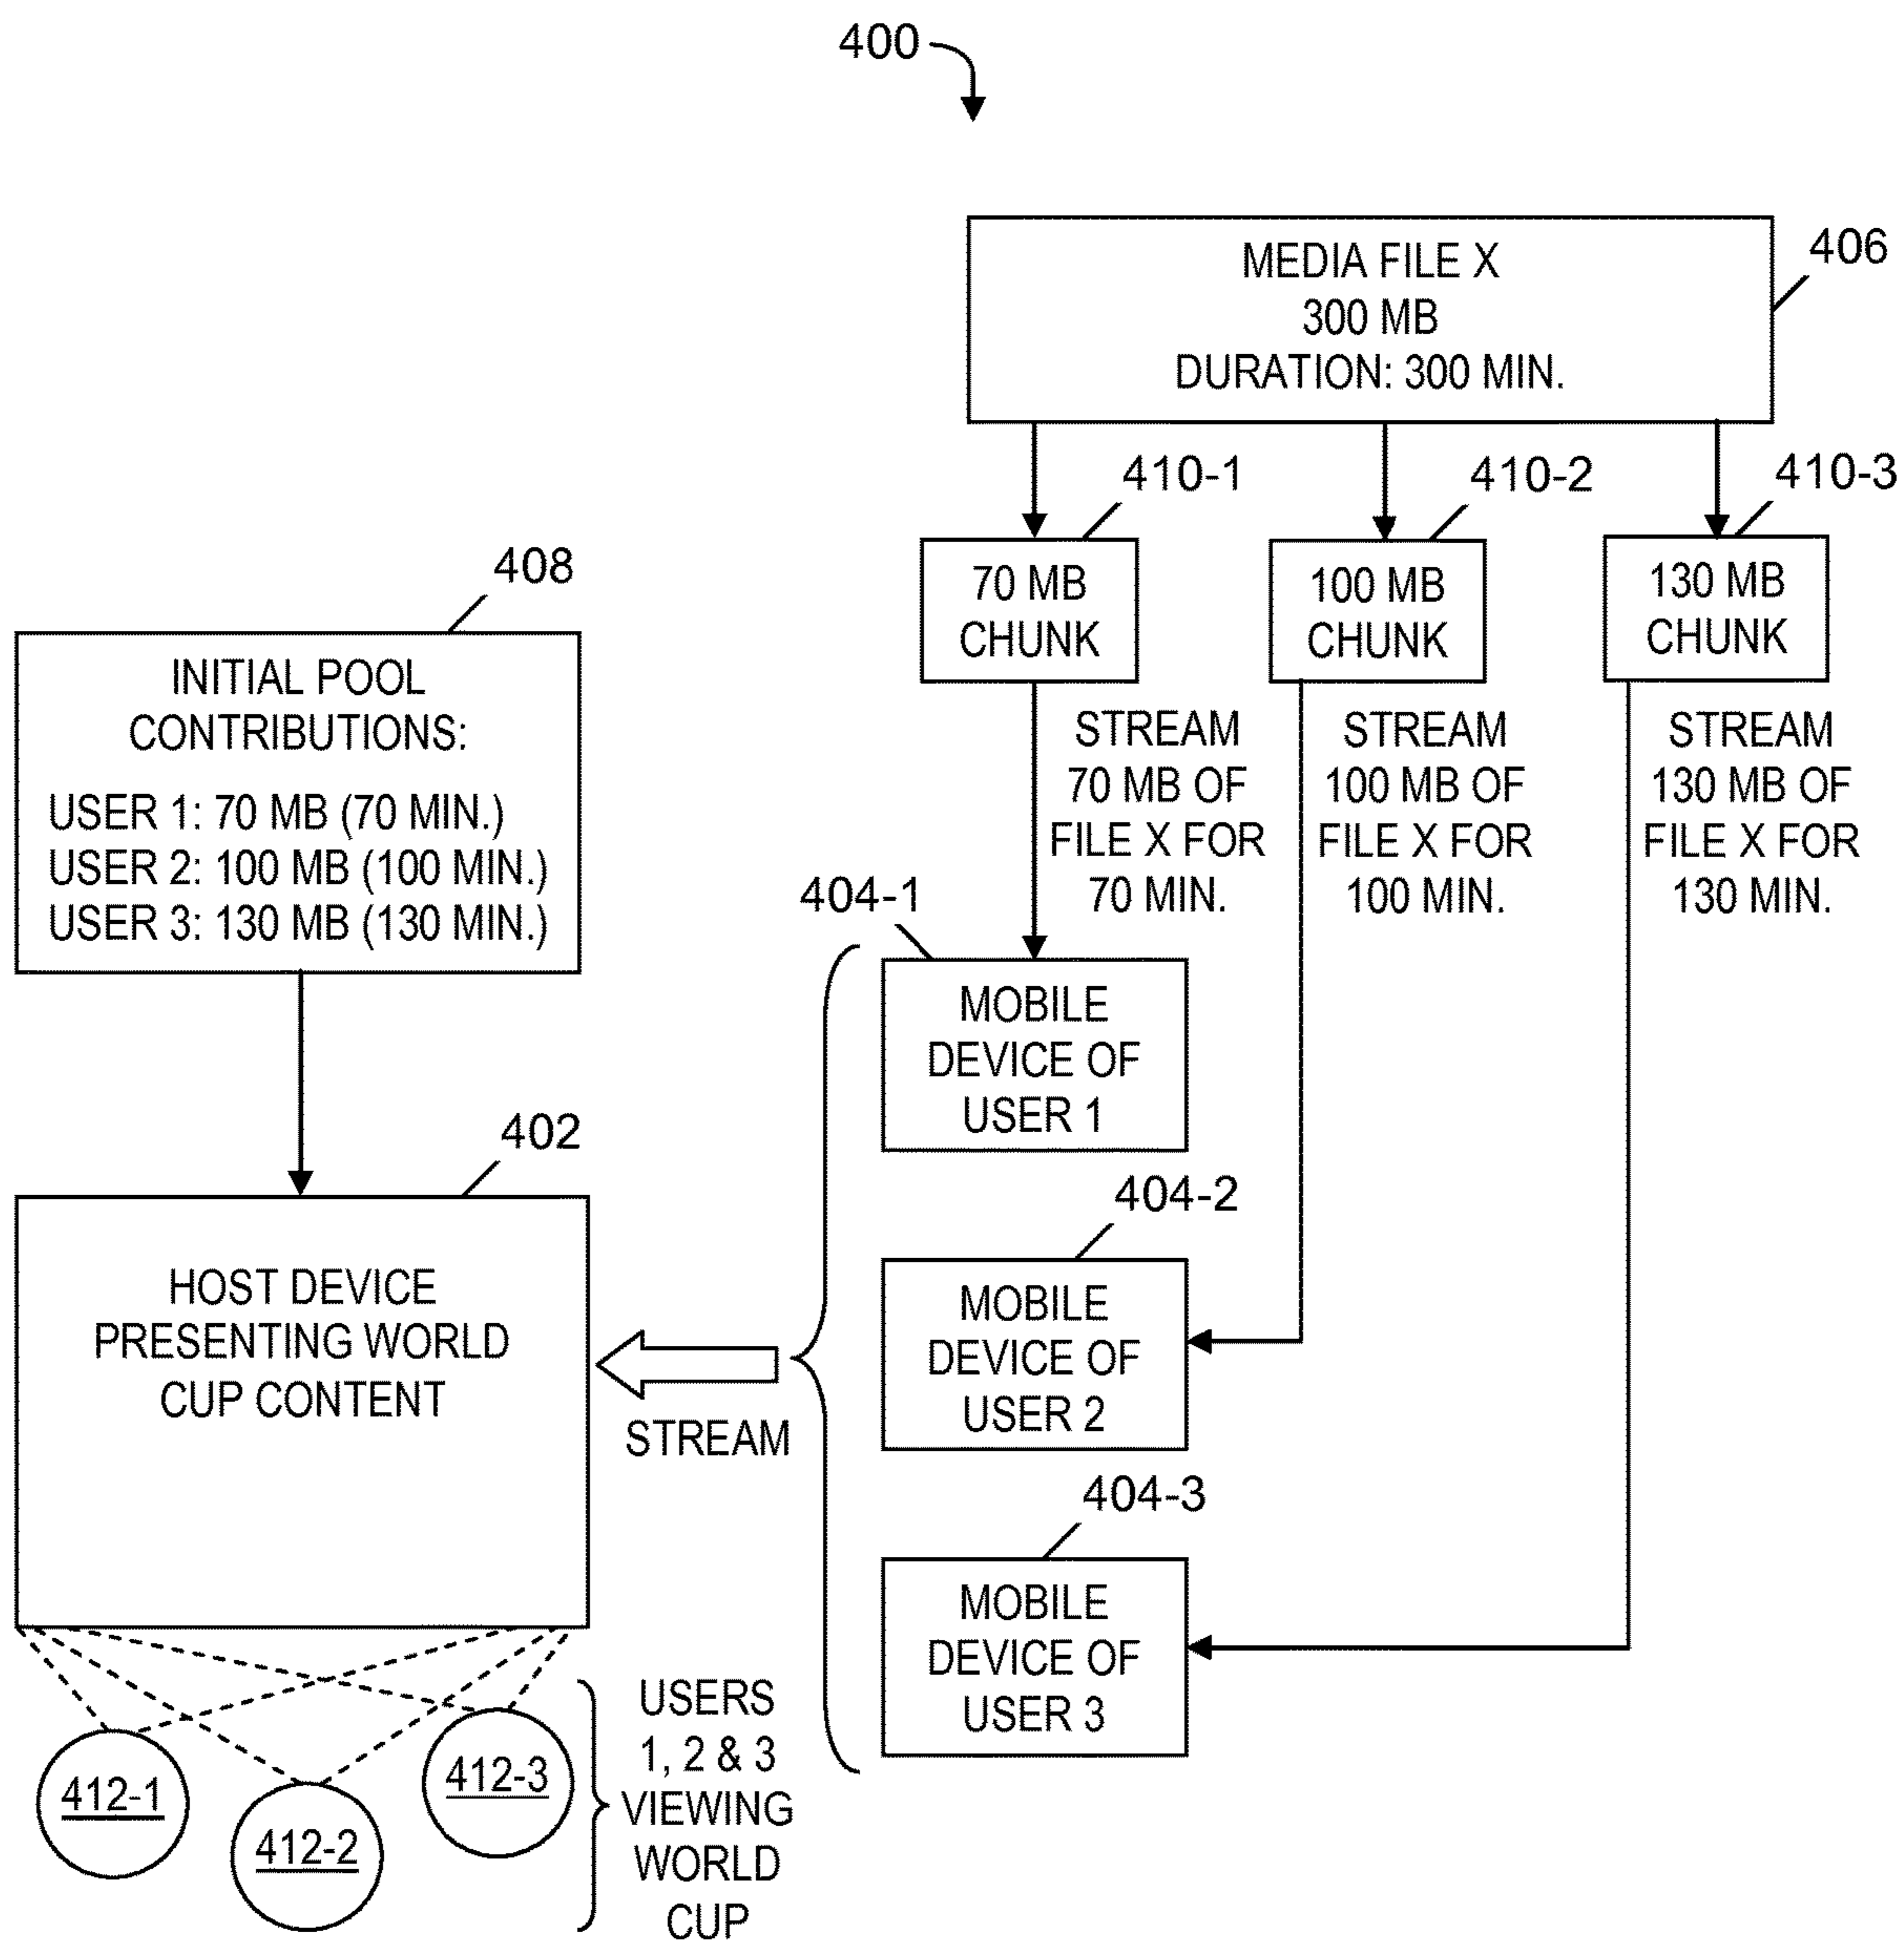 400
MEDIA FILE X
300 MB
DURATION: 300 MIN.
406
410-1
410-2
410-3
70 MB
CHUNK
100 MB
CHUNK
130 MB
CHUNK
408
INITIAL POOL
CONTRIBUTIONS:
USER 1: 70 MB (70 MIN.)
USER 2: 100 MB (100 MIN.)
USER 3: 130 MB (130 MIN.)
STREAM
70 MB OF
FILE X FOR
70 MIN.
STREAM
100 MB OF
FILE X FOR
100 MIN.
STREAM
130 MB OF
FILE X FOR
130 MIN.
404-1
MOBILE
DEVICE OF
USER 1
402
HOST DEVICE
PRESENTING WORLD
CUP CONTENT
STREAM
404-2
MOBILE
DEVICE OF
USER 2
404-3
MOBILE
DEVICE OF
USER 3
412-1
412-2
412-3
USERS
1, 2 & 3
VIEWING
WORLD
CUP